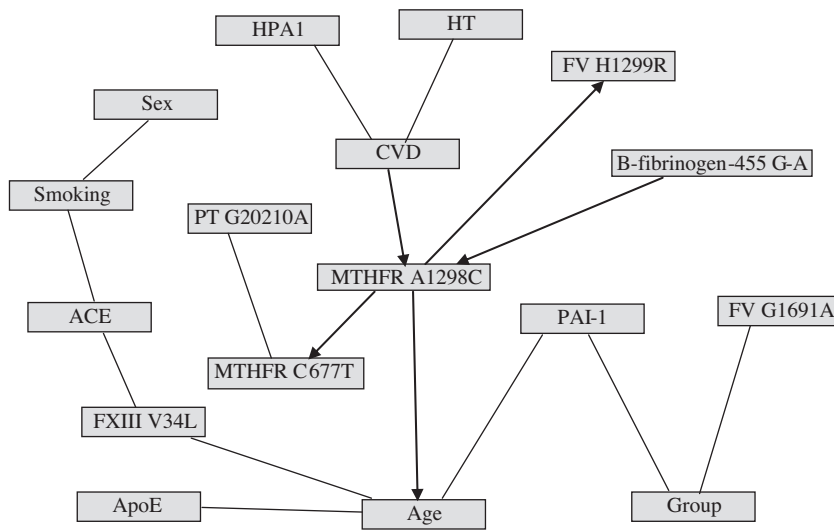 HPA1
HT
FV H1299R
Sex
CVD
B-fibrinogen-455 G-A
Smoking
PT G20210A
MTHFR A1298C
ACE
PAI-1
FV G1691A
MTHFR C677T
FXIII V34L
ApoE
Age
Group